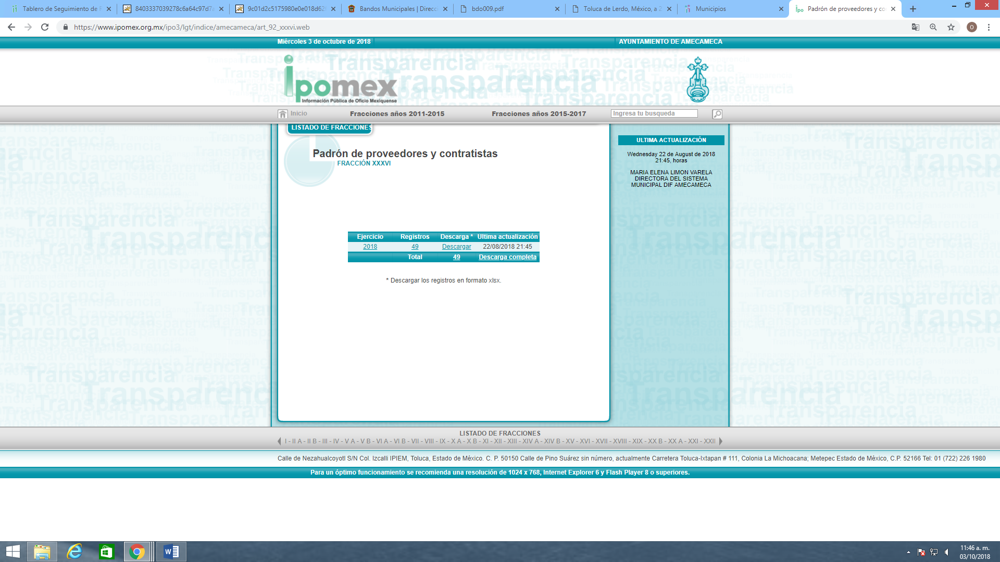 Tablero de Seguimiento de
8403337039278c6a64c97d7
9c01d2c5175980e0e018d62
Bandos Municipales | Direcc
bdo009.pdf
Toluca de Lerdo, México, a 2
Municipios
Padrón de proveedores y co
https://www.ipomex.org.mx/ipo3/lgt/indice/amecameca/art_92_xxxvi.web
O
Miércoles 3 de octubre de 2018
AYUNTAMIENTO DE AMECAMECA
Transparencia
ipomex
Información Pública de Oficio Mexiquense
Inicio
Fracciones años 2011-2015
Fracciones años 2015-2017
Ingresa tu busqueda
LISTADO DE FRACCIONES
Padrón de proveedores y contratistas
FRACCIÓN XXXVI
ULTIMA ACTUALIZACIÓN
Wednesday 22 de August de 2018
21:45, horas
MARIA ELENA LIMON VARELA
DIRECTORA DEL SISTEMA
MUNICIPAL DIF AMECAMECA
Ejercicio Registros Descarga * Ultima actualización
2018 49 Descargar 22/08/2018 21:45
Total 49 Descarga completa
* Descargar los registros en formato xlsx.
LISTADO DE FRACCIONES
I - II A - II B - III - IV - V A - V B - VI A - VI B - VII - VIII - IX - X A - X B - XI - XII - XIII - XIV A - XIV B - XV - XVI - XVII - XVIII - XIX - XX B - XX A - XXI - XXII
Calle de Nezahualcoyotl S/N Col. Izcalli IPIEM, Toluca, Estado de México. C. P. 50150 Calle de Pino Suárez sin número, actualmente Carretera Toluca-Ixtapan # 111, Colonia La Michoacana; Metepec Estado de México, C.P. 52166 Tel: 01 (722) 226 1980
Para un óptimo funcionamiento se recomienda una resolución de 1024 x 768, Internet Explorer 6 y Flash Player 8 o superiores.
11:46 a. m.
03/10/2018